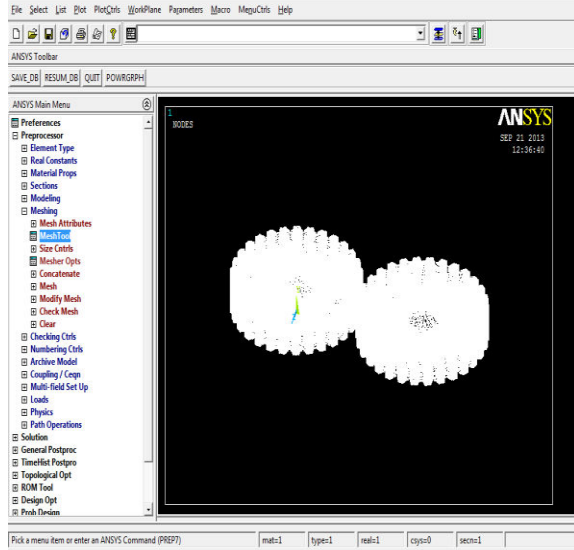 File Select List Plot PlotCtrls WorkPlane Parameters Macro MenuCtrls Help
ANSYS Toolbar
SAVE_DB RESUM_DB QUIT POWRGRPH
ANSYS Main Menu
Preferences
Preprocessor
Element Type
Real Constants
Material Props
Sections
Modeling
Meshing
Mesh Attributes
MeshTool
Size Cntrls
Mesher Opts
Concatenate
Mesh
Modify Mesh
Check Mesh
Clear
Checking Ctrls
Numbering Ctrls
Archive Model
Coupling / Ceqn
Multi-field Set Up
Loads
Physics
Path Operations
Solution
General Postproc
TimeHist Postpro
Topological Opt
ROM Tool
Design Opt
Prob Design
1
NODES
ANSYS
SEP 21 2013
12:36:40
Pick a menu item or enter an ANSYS Command (PREP7) mat=1 type=1 real=1 csys=0 secn=1